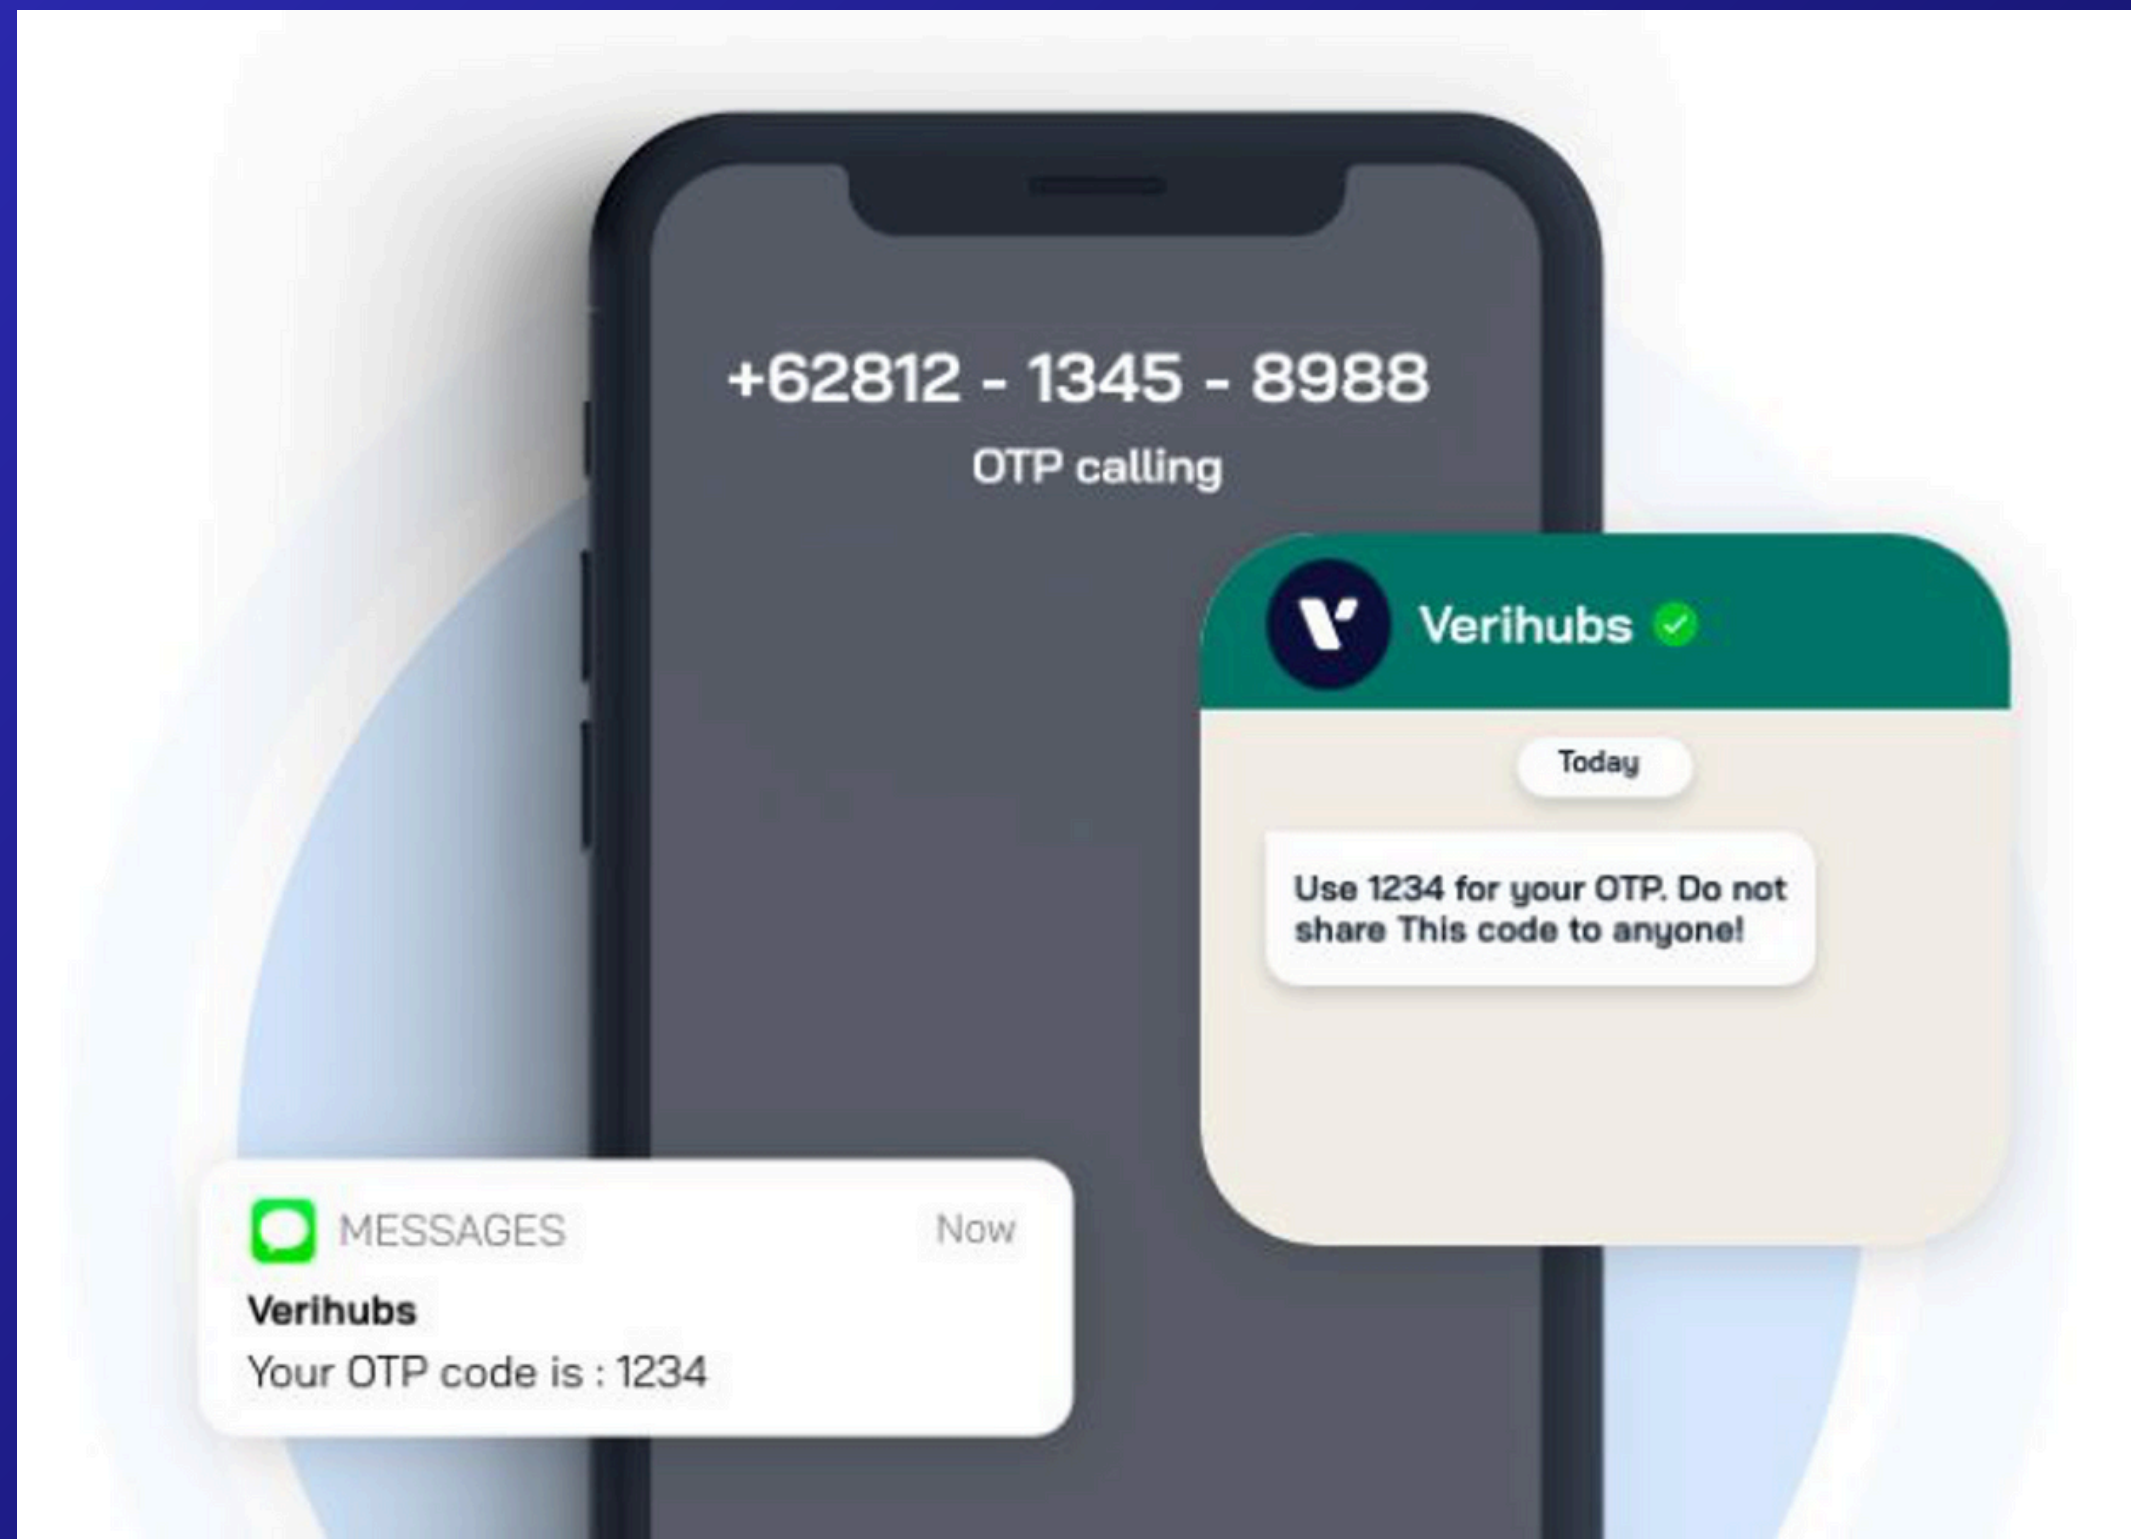 +62812 - 1345 - 8988
OTP calling
Verihubs
Today
Use 1234 for your OTP. Do not
share This code to anyone!
MESSAGES Now
Verihubs
Your OTP code is : 1234